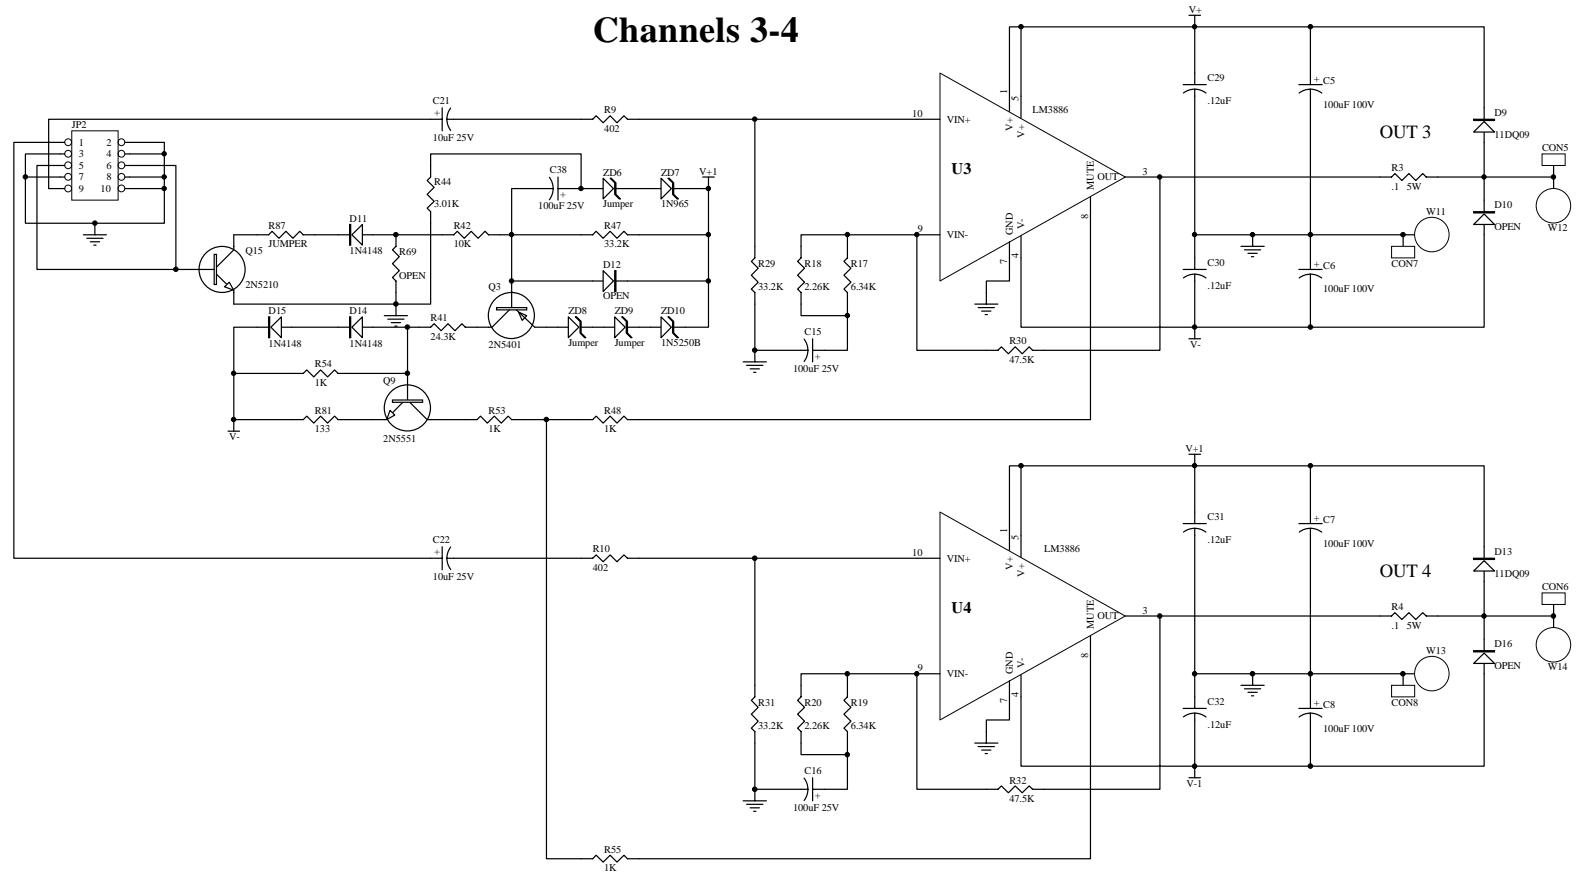 Channels 3-4
V+
C21
10uF 25V
R9
402
10
VIN+
1
5
V+
V+
LM3886
U3
MUTE
OUT
3
8
GND
V-
7
4
9
VIN-
C29
.12uF
+ C5
100uF 100V
OUT 3
D9
11DQ09
CON5
R3
.1 5W
W12
D10
OPEN
W11
CON7
C30
.12uF
+ C6
100uF 100V
V-
JP2
1 2
3 4
5 6
7 8
9 10
R44
3.01K
C38
100uF 25V
ZD6
Jumper
ZD7
1N965
V+1
R87
JUMPER
D11
1N4148
R42
10K
R47
33.2K
R69
OPEN
Q15
2N5210
D12
OPEN
Q3
2N5401
D15
1N4148
D14
1N4148
R41
24.3K
ZD8
Jumper
ZD9
Jumper
ZD10
1N5250B
R29
33.2K
R18
2.26K
R17
6.34K
C15
100uF 25V
R30
47.5K
R54
1K
Q9
2N5551
R81
133
V-
R53
1K
R48
1K
V+1
C22
10uF 25V
R10
402
10
VIN+
1
5
V+
V+
LM3886
U4
MUTE
OUT
3
8
GND
V-
7
4
9
VIN-
C31
.12uF
+ C7
100uF 100V
OUT 4
D13
11DQ09
CON6
R4
.1 5W
W14
D16
OPEN
W13
CON8
C32
.12uF
+ C8
100uF 100V
V-1
R31
33.2K
R20
2.26K
R19
6.34K
C16
100uF 25V
R32
47.5K
R55
1K